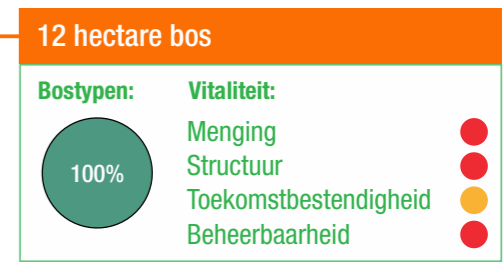 12 hectare bos
Bostypen:
100%
Vitaliteit:
Menging
Structuur
Toekomstbestendigheid
Beheerbaarheid